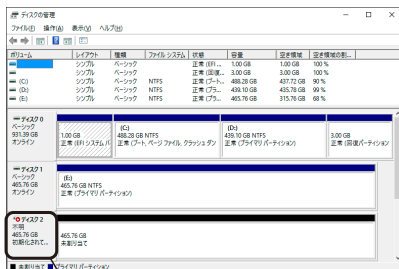 ディスクの管理
ファイル(F) 操作(A) 表示(V) ヘルプ(H)
ボリューム レイアウト 種類 ファイル システム 状態 容量 空き領域 空き領域の割...
シンプル ベーシック 正常 (EFI ... 1.00 GB 1.00 GB 100 %
シンプル ベーシック 正常 (回復... 3.00 GB 3.00 GB 100 %
(C:) シンプル ベーシック NTFS 正常 (ブート... 488.28 GB 437.72 GB 90 %
(D:) シンプル ベーシック NTFS 正常 (プラ... 439.10 GB 435.78 GB 99 %
(E:) シンプル ベーシック NTFS 正常 (プラ... 465.76 GB 315.76 GB 68 %
ディスク 0
ベーシック
931.39 GB
オンライン
1.00 GB
正常 (EFI システム パ
(C:)
488.28 GB NTFS
正常 (ブート, ページ ファイル, クラッシュ ダン
(D:)
439.10 GB NTFS
正常 (プライマリ パーティション)
3.00 GB
正常 (回復パーティション)
ディスク 1
ベーシック
465.76 GB
オンライン
(E:)
465.76 GB NTFS
正常 (プライマリ パーティション)
ディスク 2
不明
465.76 GB
初期化されて...
465.76 GB
未割り当て
未割り当て プライマリ パーティション